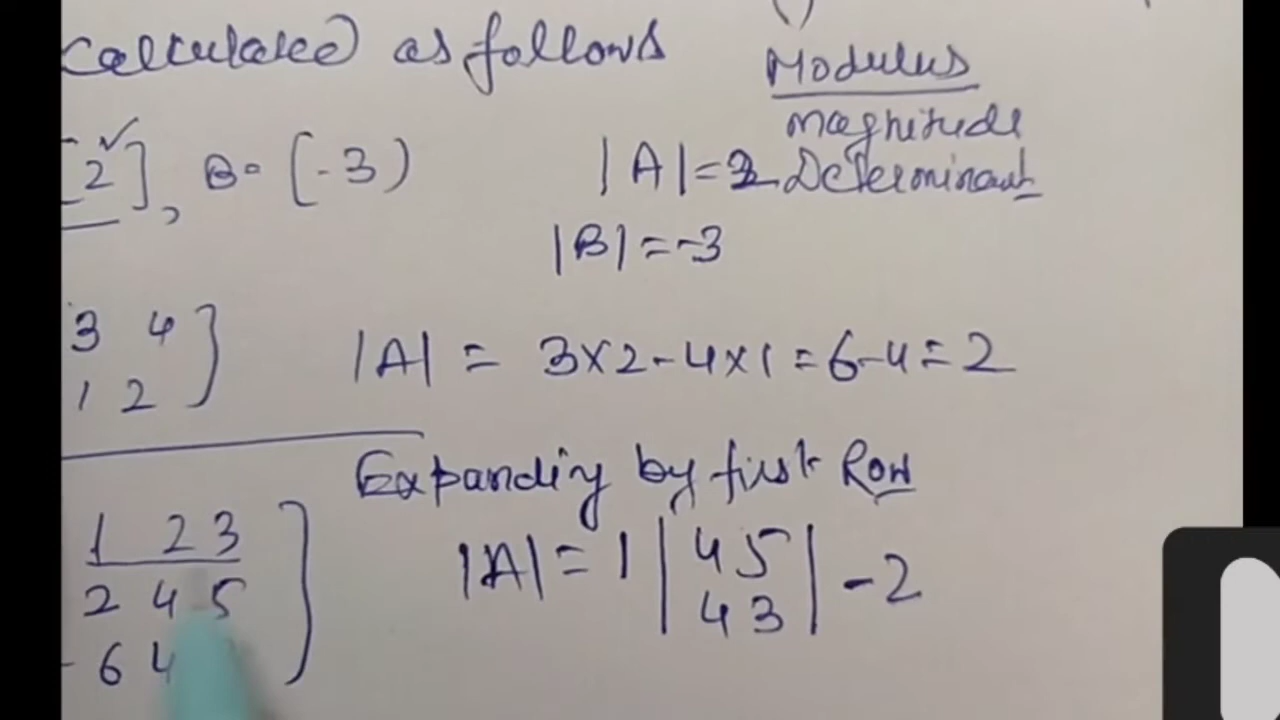 Calculated as follows
Modulus
magnitude
[2]✓, B= [-3)
|A|=2 Determinant
|B|=-3
3 4
1 2]
|A| = 3×2-4×1=6-4=2
Expanding by first Row
1 2 3
2 4 5
-6 4
|A| = 1 |4 5
4 3| -2